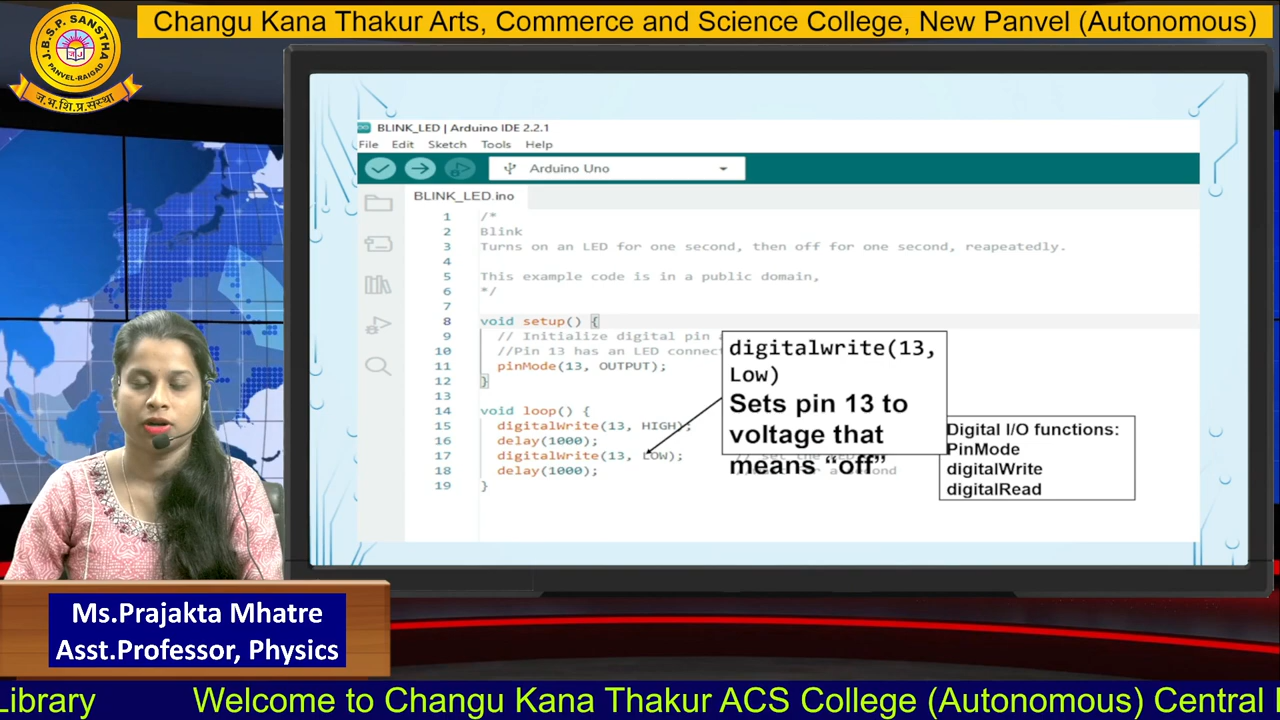 Changu Kana Thakur Arts, Commerce and Science College, New Panvel (Autonomous)
J.B.S.P. SANSTHA
PANVEL-RAIGAD
ज.भ.शि.प्र.संस्था
BLINK_LED | Arduino IDE 2.2.1
File Edit Sketch Tools Help
Arduino Uno
BLINK_LED.ino
1 /*
2 Blink
3 Turns on an LED for one second, then off for one second, reapeatedly.
4
5 This example code is in a public domain,
6 */
7
8 void setup() {
9 // Initialize digital pin
10 //Pin 13 has an LED connect
11 pinMode(13, OUTPUT);
12 }
13
14 void loop() {
15 digitalWrite(13, HIGH);
16 delay(1000);
17 digitalWrite(13, LOW);
18 delay(1000);
19 }
digitalwrite(13,
Low)
Sets pin 13 to
voltage that
means “off”
Digital I/O functions:
PinMode
digitalWrite
digitalRead
Ms.Prajakta Mhatre
Asst.Professor, Physics
Library Welcome to Changu Kana Thakur ACS College (Autonomous) Central